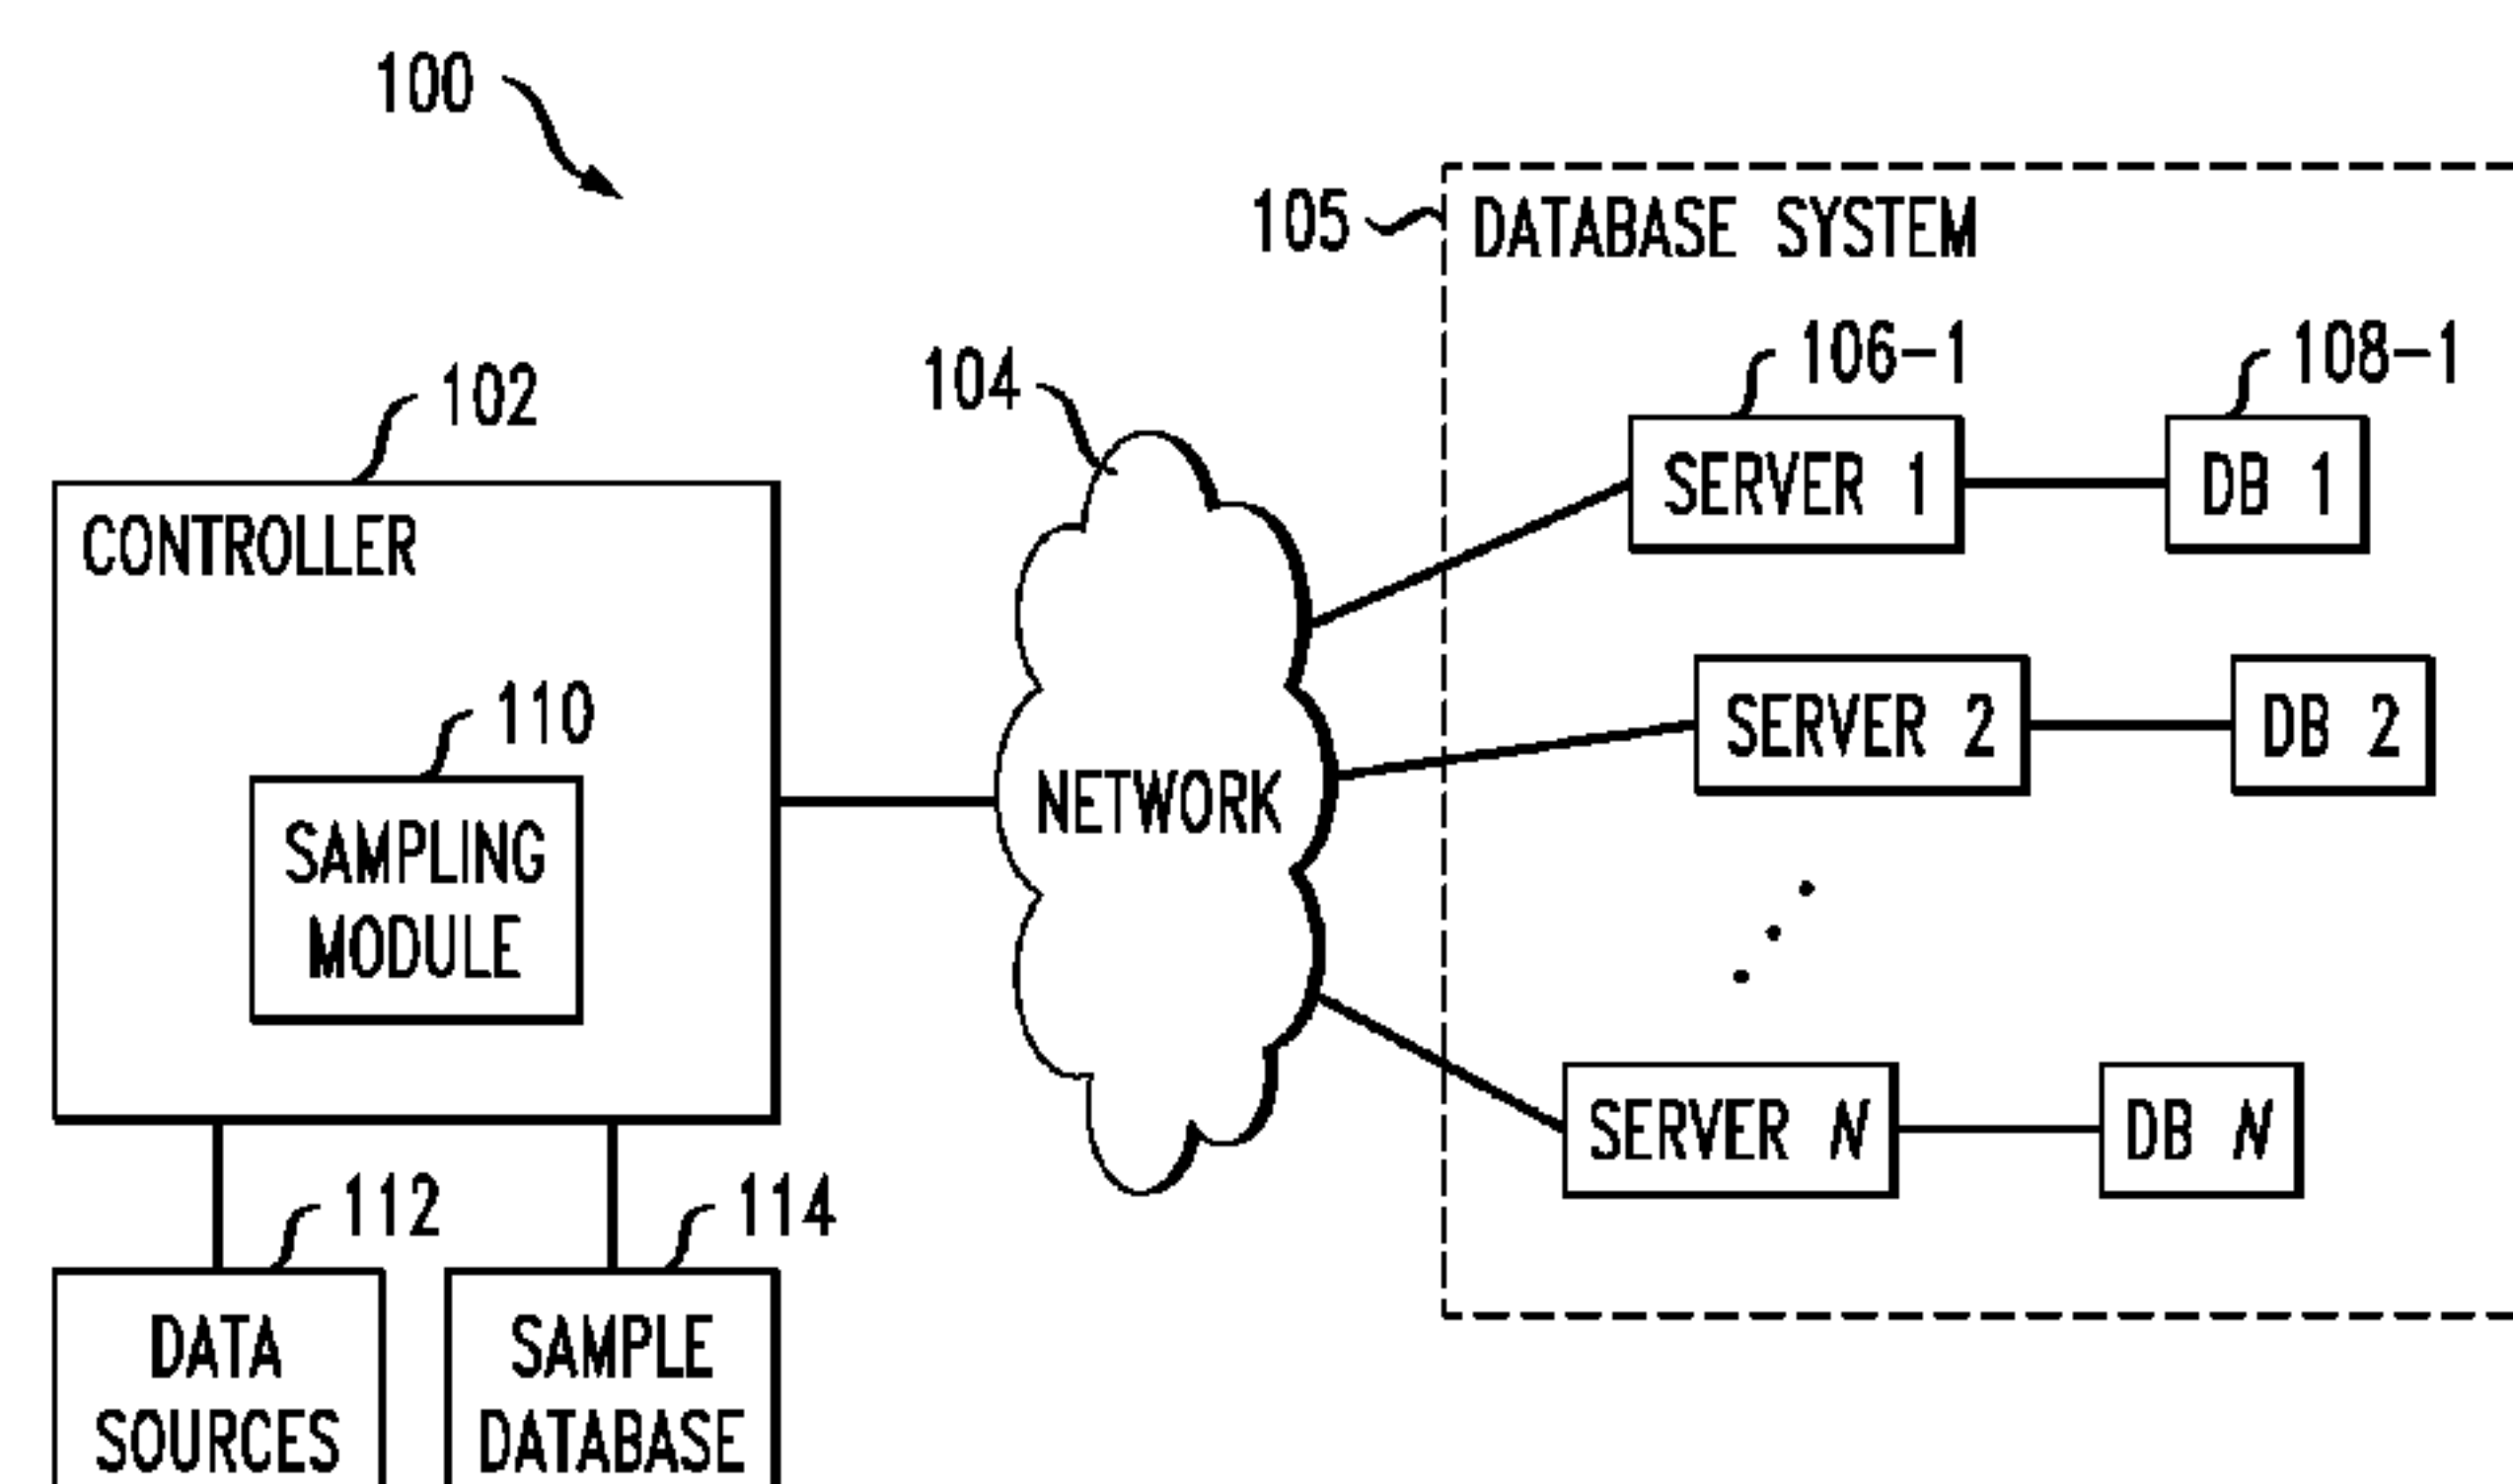 100
105
DATABASE SYSTEM
106-1
108-1
104
102
SERVER 1
DB 1
CONTROLLER
110
SERVER 2
DB 2
NETWORK
SAMPLING
MODULE
SERVER N
DB N
112
114
DATA
SOURCES
SAMPLE
DATABASE